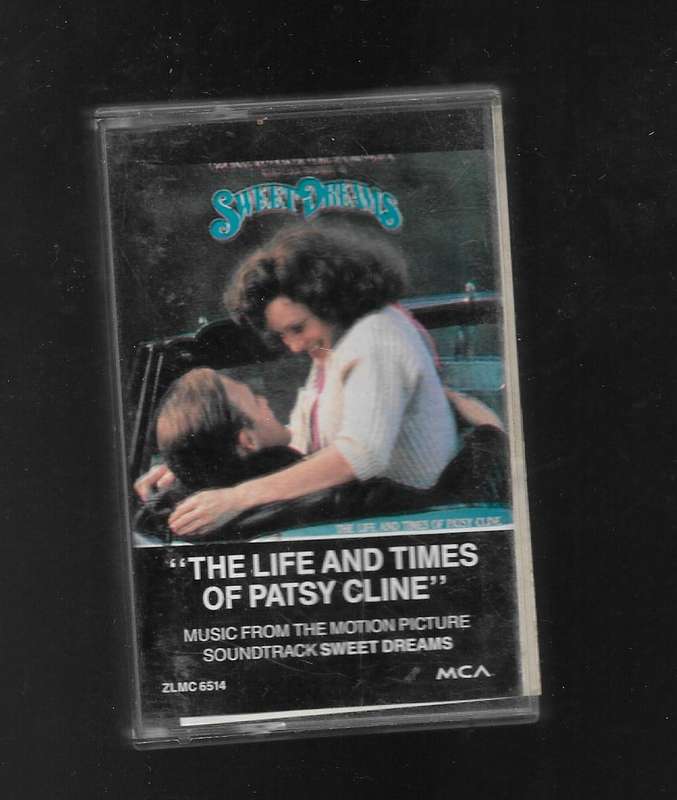 SWEET DREAMS
THE LIFE AND TIMES OF PATSY CLINE
“THE LIFE AND TIMES
OF PATSY CLINE”
MUSIC FROM THE MOTION PICTURE
SOUNDTRACK SWEET DREAMS
ZLMC 6514
MCA